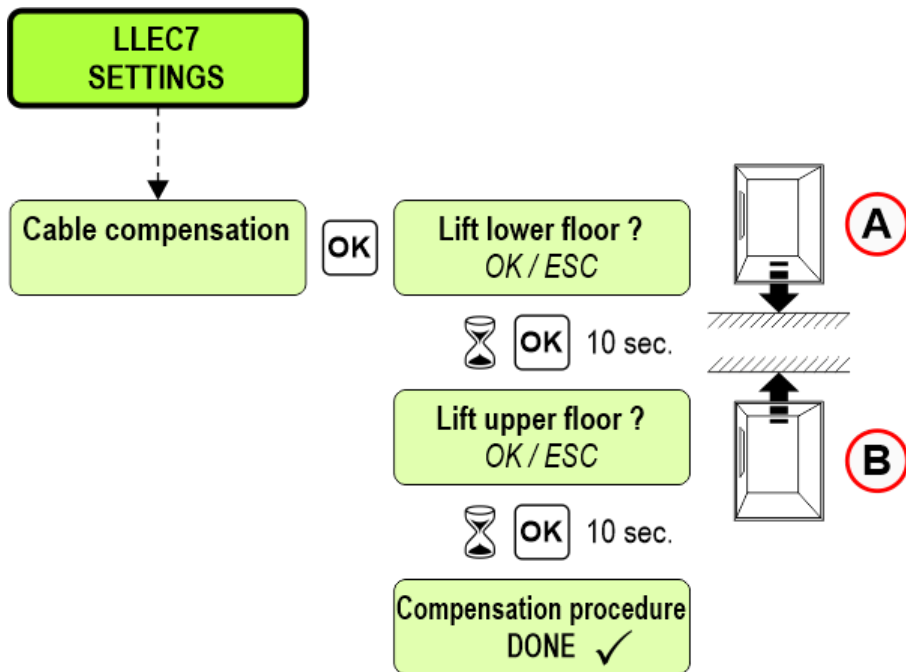 LLEC7
SETTINGS
Cable compensation
OK
Lift lower floor ?
OK / ESC
A
OK 10 sec.
Lift upper floor ?
OK / ESC
B
OK 10 sec.
Compensation procedure
DONE ✓